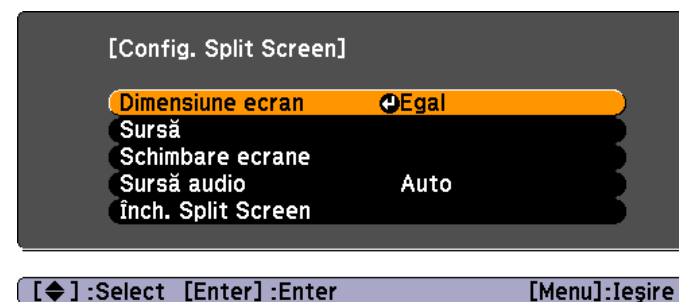 [Config. Split Screen]
Dimensiune ecran Egal
Sursă
Schimbare ecrane
Sursă audio Auto
Înch. Split Screen
[◆] :Select [Enter] :Enter [Menu]:Ieşire